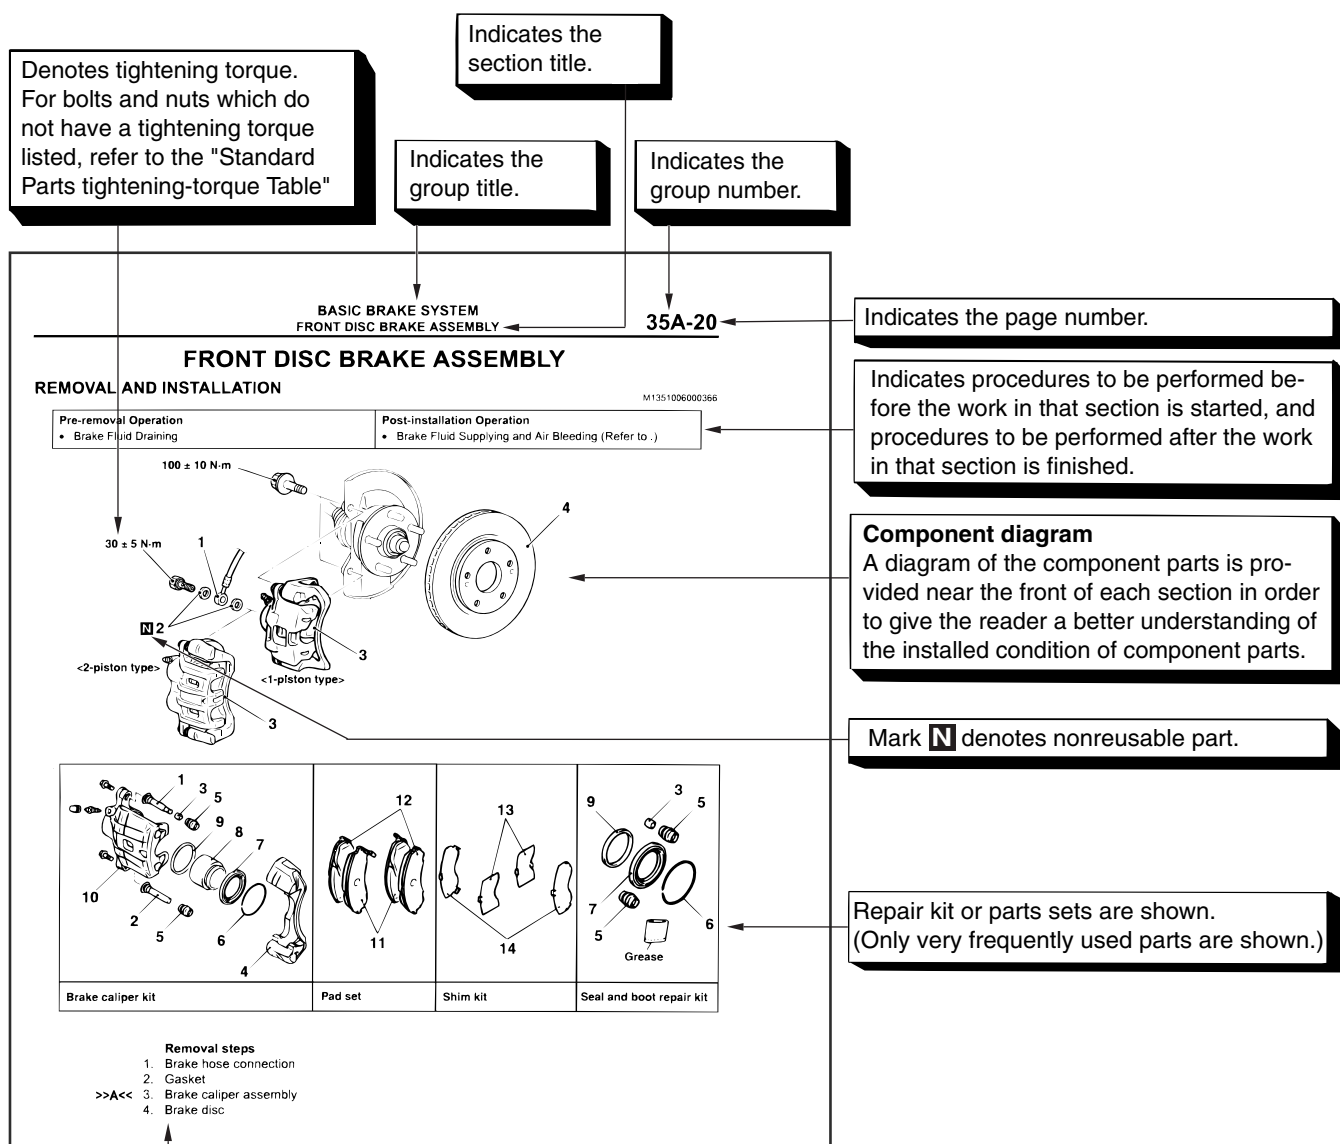 Indicates the
section title.
Denotes tightening torque.
For bolts and nuts which do
not have a tightening torque
listed, refer to the "Standard
Parts tightening-torque Table"
Indicates the
group title.
Indicates the
group number.
BASIC BRAKE SYSTEM
FRONT DISC BRAKE ASSEMBLY
35A-20
Indicates the page number.
FRONT DISC BRAKE ASSEMBLY
REMOVAL AND INSTALLATION
M1351006000366
Pre-removal Operation
• Brake Fluid Draining
Post-installation Operation
• Brake Fluid Supplying and Air Bleeding (Refer to .)
Indicates procedures to be performed be-
fore the work in that section is started, and
procedures to be performed after the work
in that section is finished.
100 ± 10 N·m
30 ± 5 N·m
1
4
N 2
3
<2-piston type>
<1-piston type>
3
Component diagram
A diagram of the component parts is pro-
vided near the front of each section in order
to give the reader a better understanding of
the installed condition of component parts.
Mark N denotes nonreusable part.
1
3
5
9
8
7
10
2
5
6
4
Brake caliper kit
12
11
Pad set
13
14
Shim kit
9
3
5
7
5
6
Grease
Seal and boot repair kit
Repair kit or parts sets are shown.
(Only very frequently used parts are shown.)
Removal steps
1. Brake hose connection
2. Gasket
>>A<< 3. Brake caliper assembly
4. Brake disc